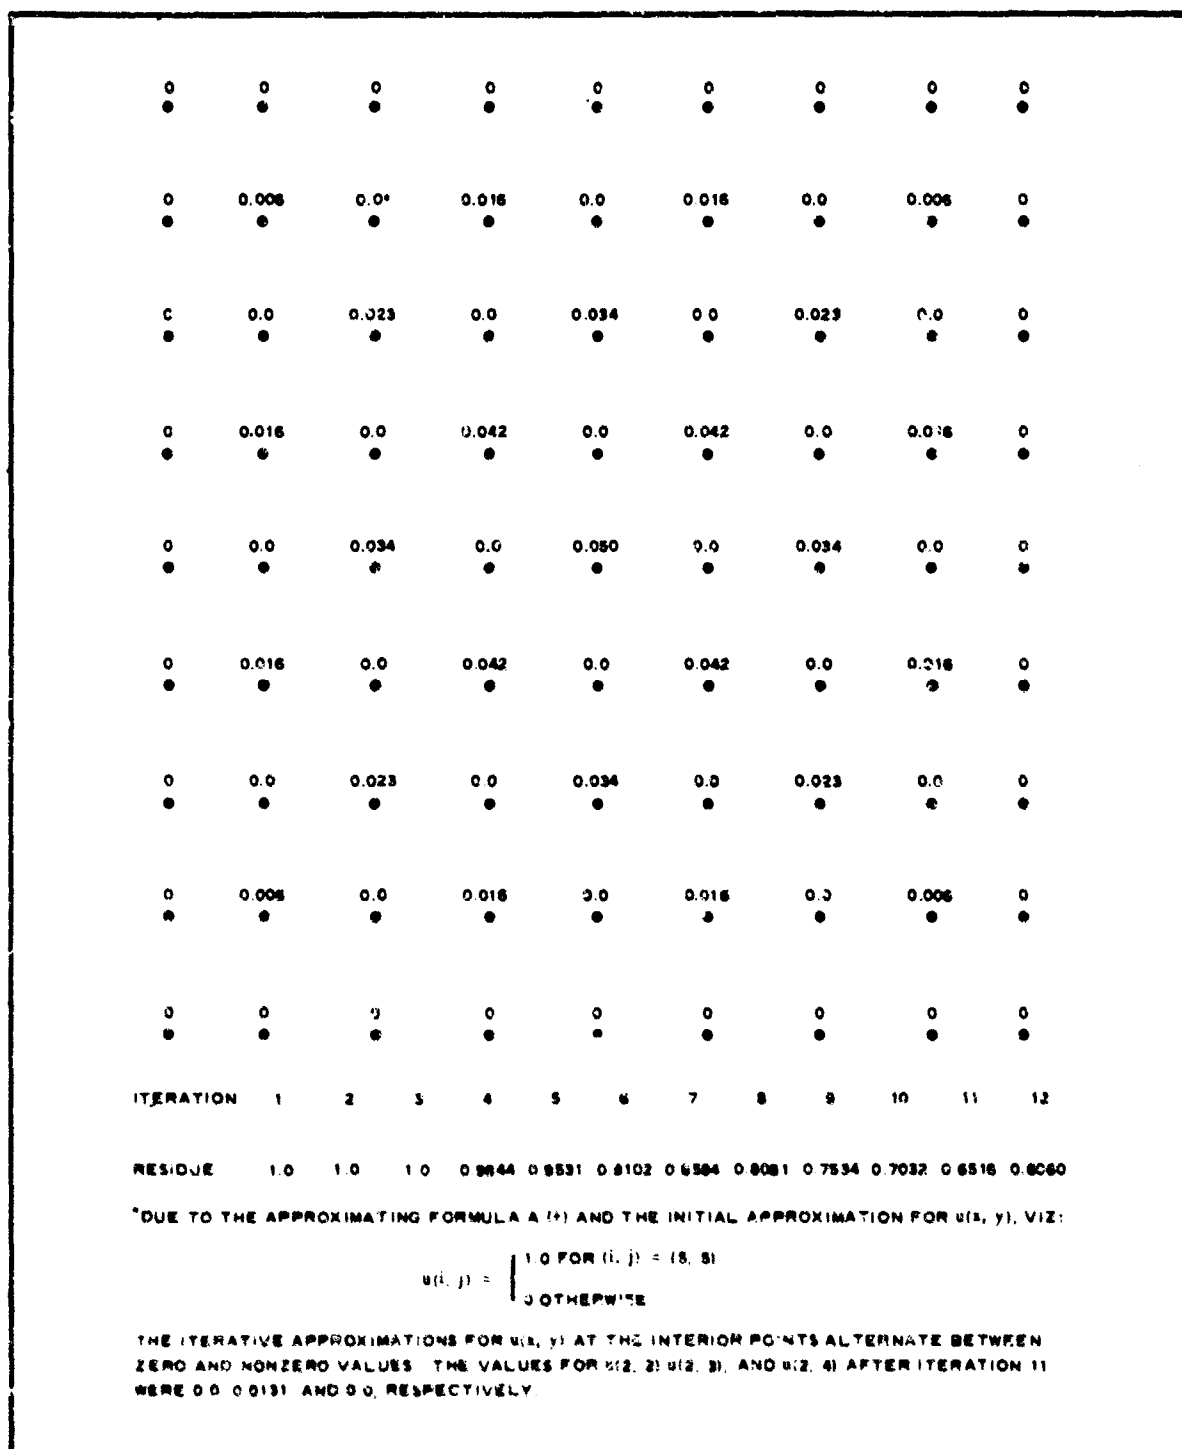 0 0 0 0 0 0 0 0 0
0 0.006 0.0* 0.016 0.0 0.016 0.0 0.006 0
0 0.0 0.023 0.0 0.034 0.0 0.023 0.0 0
0 0.016 0.0 0.042 0.0 0.042 0.0 0.016 0
0 0.0 0.034 0.0 0.050 0.0 0.034 0.0 0
0 0.016 0.0 0.042 0.0 0.042 0.0 0.016 0
0 0.0 0.023 0.0 0.034 0.0 0.023 0.0 0
0 0.006 0.0 0.016 0.0 0.016 0.0 0.006 0
0 0 0 0 0 0 0 0 0
ITERATION 1 2 3 4 5 6 7 8 9 10 11 12
RESIDUE 1.0 1.0 1.0 0.9844 0.9531 0.7534 0.7032 0.6516 0.6060
*DUE TO THE APPROXIMATING FORMULA A (+) AND THE INITIAL APPROXIMATION FOR u(x, y), VIZ:
u(i, j) = 1.0 FOR (i, j) = (5, 5)
0 OTHERWISE
THE ITERATIVE APPROXIMATIONS FOR u(x, y) AT THE INTERIOR POINTS ALTERNATE BETWEEN
ZERO AND NONZERO VALUES. THE VALUES FOR u(2, 2) u(2, 3), AND u(2, 4) AFTER ITERATION 11
WERE 0.0 0.0131 AND 0.0, RESPECTIVELY.